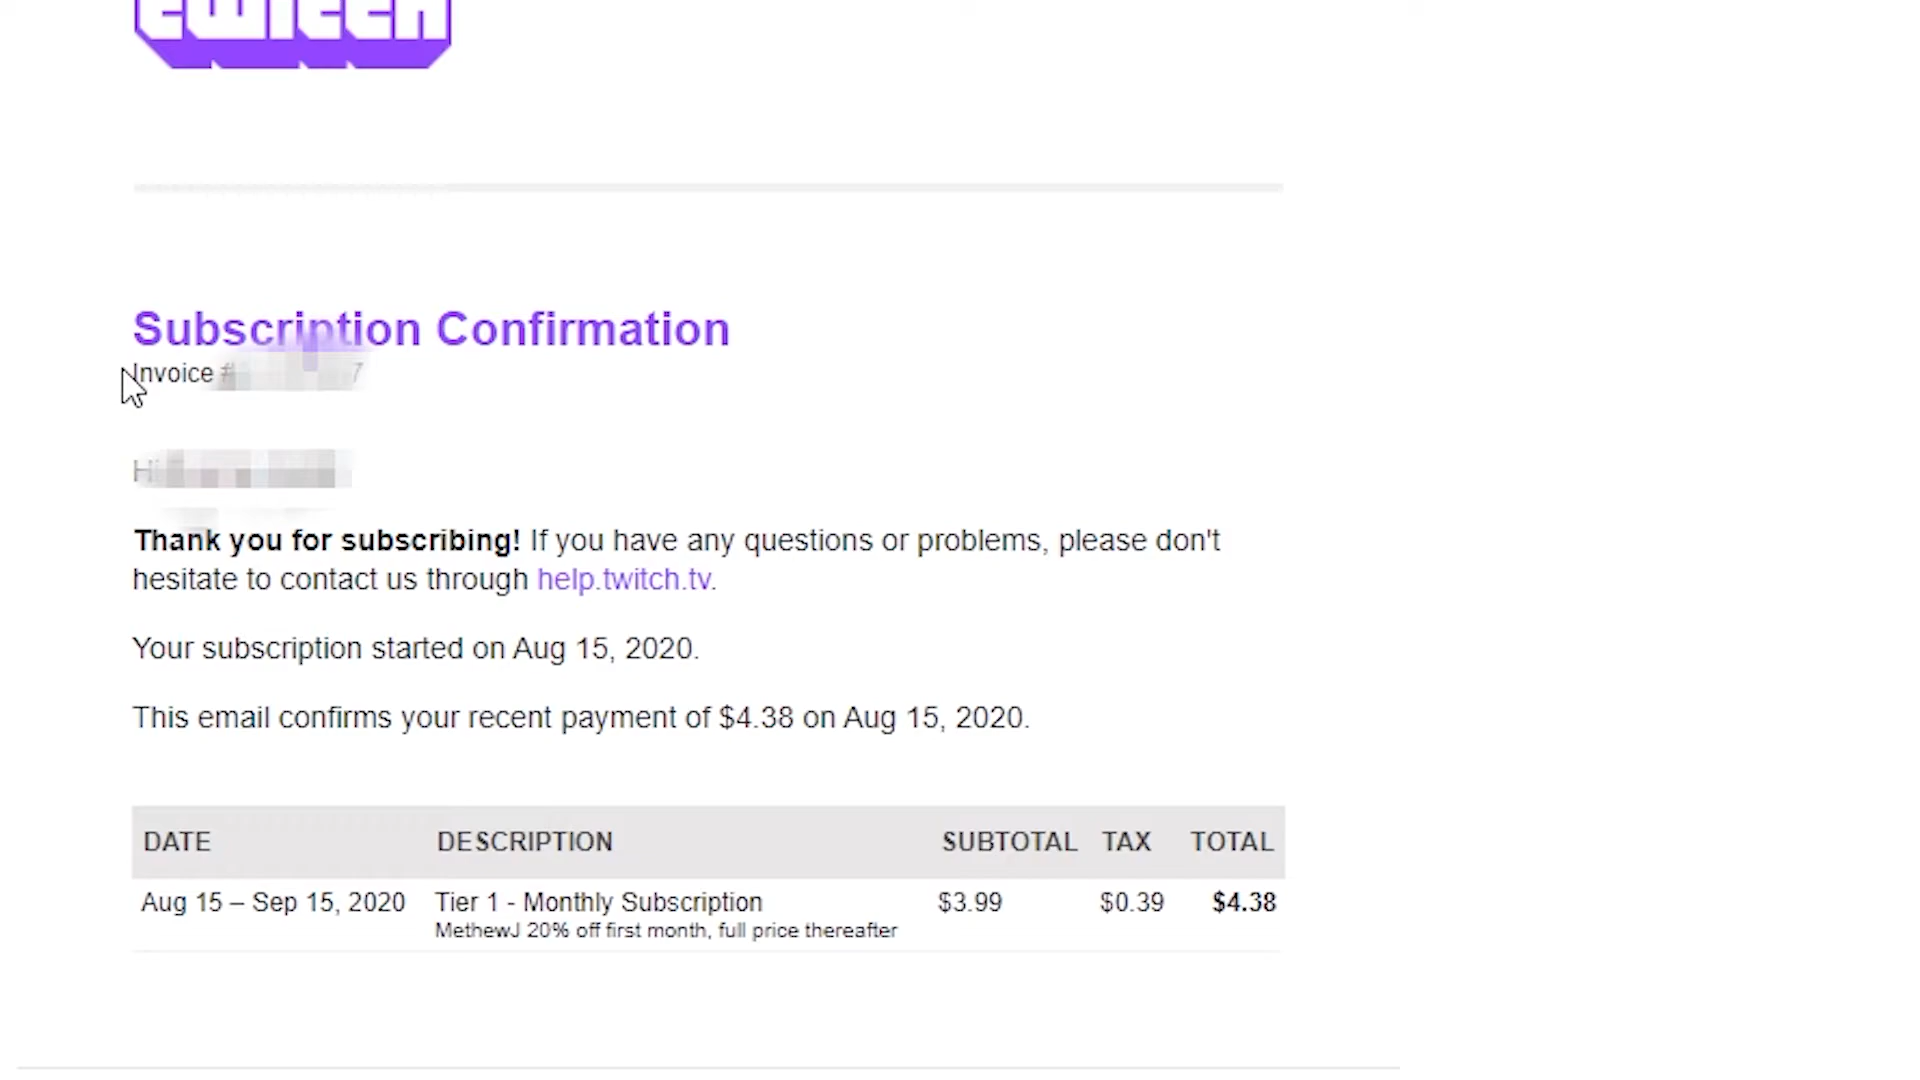 twitch
Subscription Confirmation
Invoice #
Hi
Thank you for subscribing! If you have any questions or problems, please don't
hesitate to contact us through help.twitch.tv.
Your subscription started on Aug 15, 2020.
This email confirms your recent payment of $4.38 on Aug 15, 2020.
DATE DESCRIPTION SUBTOTAL TAX TOTAL
Aug 15 – Sep 15, 2020 Tier 1 - Monthly Subscription $3.99 $0.39 $4.38
MethewJ 20% off first month, full price thereafter